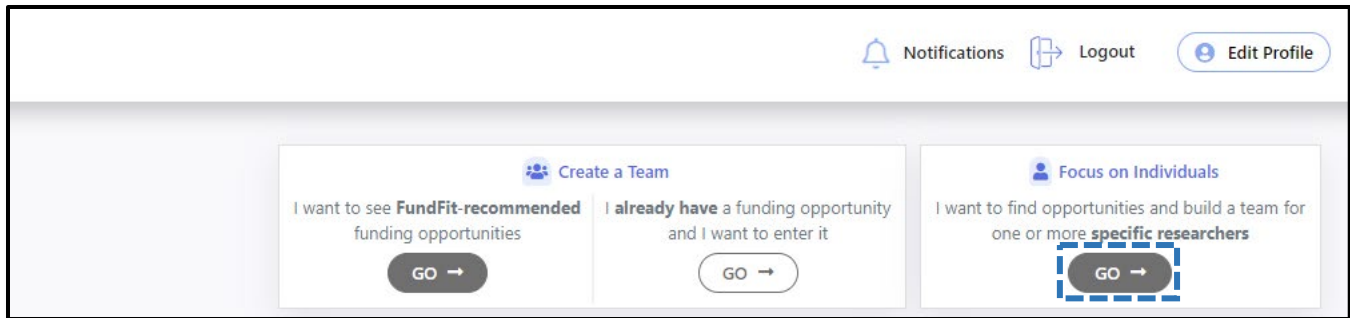 Notifications
Logout
Edit Profile
Create a Team
I want to see FundFit-recommended
funding opportunities
GO →
I already have a funding opportunity
and I want to enter it
GO →
Focus on Individuals
I want to find opportunities and build a team for
one or more specific researchers
GO →